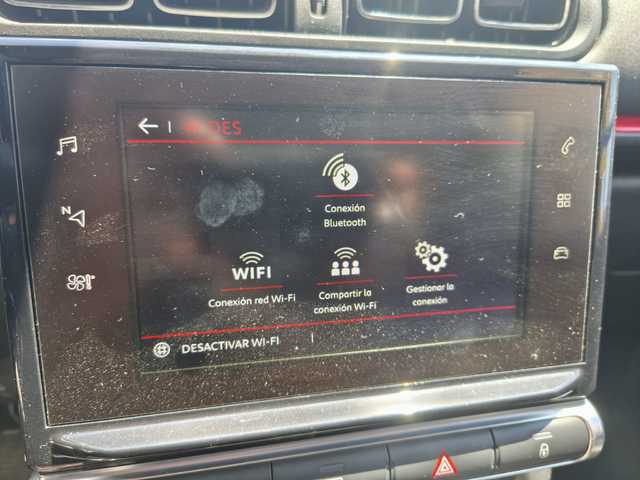 REDES
Conexión
Bluetooth
N
WIFI
Conexión red Wi-Fi
Compartir la
conexión Wi-Fi
Gestionar la
conexión
DESACTIVAR WI-FI